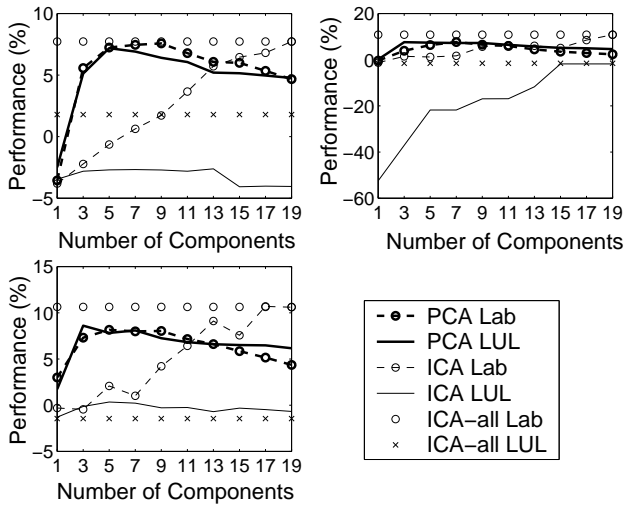 10
5
0
−5
Performance (%)
1 3 5 7 9 11 13 15 17 19
Number of Components
20
0
−20
−40
−60
Performance (%)
1 3 5 7 9 11 13 15 17 19
Number of Components
15
10
5
0
−5
Performance (%)
1 3 5 7 9 11 13 15 17 19
Number of Components
PCA Lab
PCA LUL
ICA Lab
ICA LUL
ICA−all Lab
ICA−all LUL